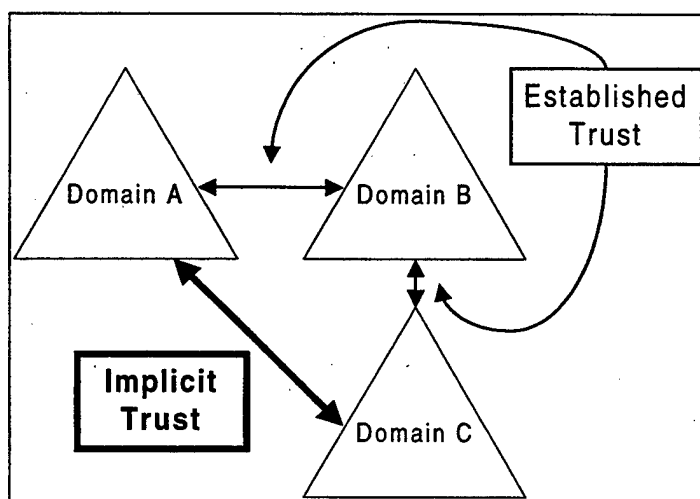 Established
Trust
Domain A
Domain B
Implicit
Trust
Domain C